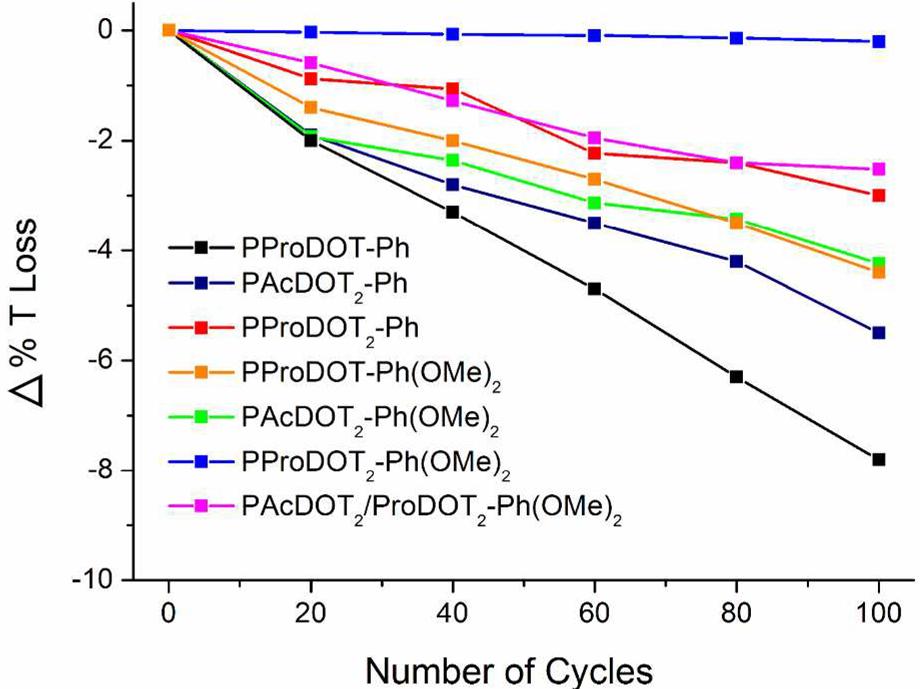 0
-2
-4
-6
-8
-10
Δ % T Loss
PProDOT-Ph
PAcDOT₂-Ph
PProDOT₂-Ph
PProDOT-Ph(OMe)₂
PAcDOT₂-Ph(OMe)₂
PProDOT₂-Ph(OMe)₂
PAcDOT₂/ProDOT₂-Ph(OMe)₂
0 20 40 60 80 100
Number of Cycles